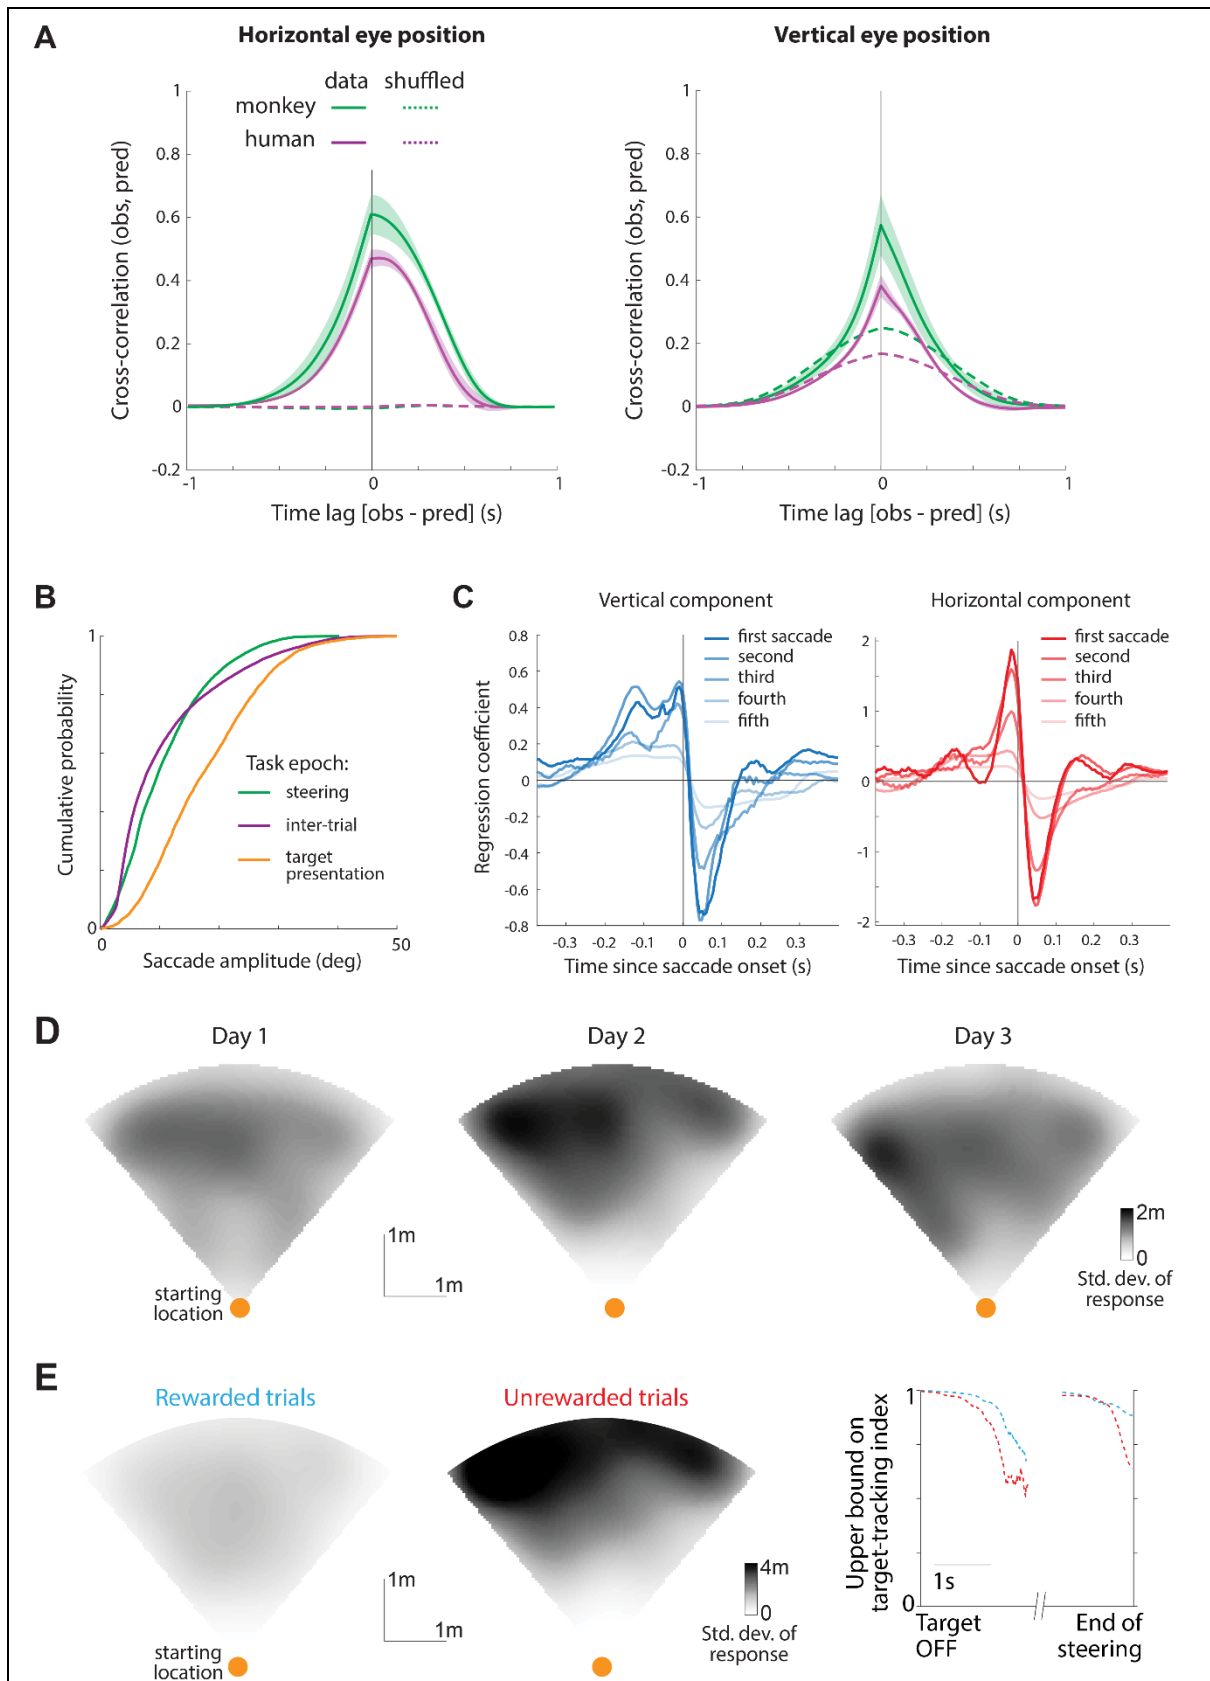 A
Horizontal eye position
Vertical eye position
data
shuffled
monkey
human
Cross-correlation (obs, pred)
1
0.8
0.6
0.4
0.2
0
-0.2
-1
0
1
Time lag [obs - pred] (s)
Cross-correlation (obs, pred)
1
0.8
0.6
0.4
0.2
0
-0.2
-1
0
1
Time lag [obs - pred] (s)
B
Cumulative probability
1
0
0
50
Saccade amplitude (deg)
Task epoch:
steering
inter-trial
target
presentation
C
Vertical component
Regression coefficient
0.8
0.6
0.4
0.2
0
-0.2
-0.4
-0.6
-0.8
first saccade
second
third
fourth
fifth
-0.3
-0.2
-0.1
0
0.1
0.2
0.3
Time since saccade onset (s)
Horizontal component
2
1
0
-1
-2
first saccade
second
third
fourth
fifth
-0.3
-0.2
-0.1
0
0.1
0.2
0.3
Time since saccade onset (s)
D
Day 1
Day 2
Day 3
1m
1m
starting
location
2m
0
Std. dev. of
response
E
Rewarded trials
Unrewarded trials
1m
1m
starting
location
4m
0
Std. dev. of
response
Upper bound on
target-tracking index
1
0
1s
Target
OFF
End of
steering